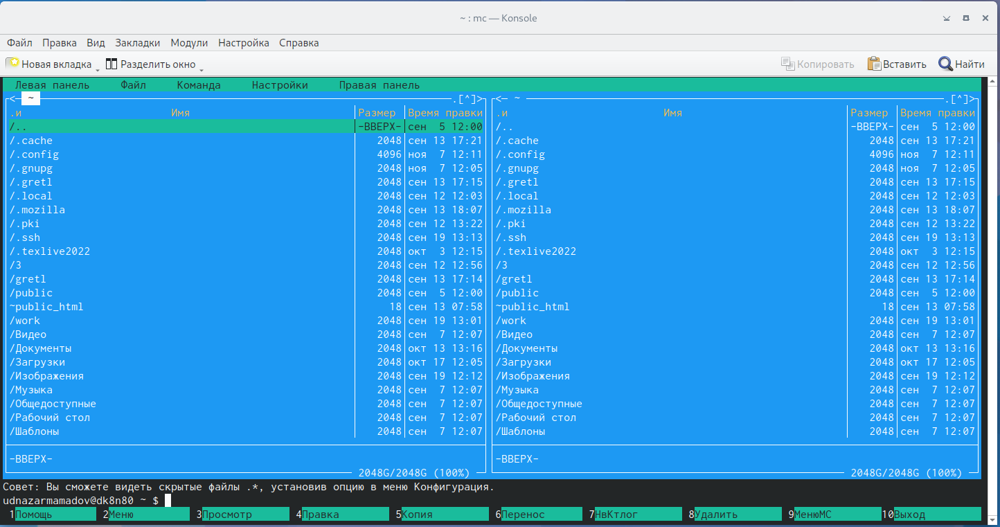 ~ : mc — Konsole
Файл Правка Вид Закладки Модули Настройка Справка
Новая вкладка Разделить окно Копировать Вставить Найти
Левая панель Файл Команда Настройки Правая панель
<— ~ .[^]> <— ~ .[^]>
.и Имя Размер Время правки .и Имя Размер Время правки
/.. -ВВЕРХ- сен 5 12:00 /.. -ВВЕРХ- сен 5 12:00
/.cache 2048 сен 13 17:21 /.cache 2048 сен 13 17:21
/.config 4096 ноя 7 12:11 /.config 4096 ноя 7 12:11
/.gnupg 2048 ноя 7 12:05 /.gnupg 2048 ноя 7 12:05
/.gretl 2048 сен 13 17:15 /.gretl 2048 сен 13 17:15
/.local 2048 сен 12 12:03 /.local 2048 сен 12 12:03
/.mozilla 2048 сен 13 18:07 /.mozilla 2048 сен 13 18:07
/.pki 2048 сен 12 13:22 /.pki 2048 сен 12 13:22
/.ssh 2048 сен 19 13:13 /.ssh 2048 сен 19 13:13
/.texlive2022 2048 окт 3 12:15 /.texlive2022 2048 окт 3 12:15
/3 2048 сен 12 12:56 /3 2048 сен 12 12:56
/gretl 2048 сен 13 17:14 /gretl 2048 сен 13 17:14
/public 2048 сен 5 12:00 /public 2048 сен 5 12:00
~public_html 18 сен 13 07:58 ~public_html 18 сен 13 07:58
/work 2048 сен 19 13:01 /work 2048 сен 19 13:01
/Видео 2048 сен 7 12:07 /Видео 2048 сен 7 12:07
/Документы 2048 окт 13 13:16 /Документы 2048 окт 13 13:16
/Загрузки 2048 окт 17 12:05 /Загрузки 2048 окт 17 12:05
/Изображения 2048 сен 19 12:12 /Изображения 2048 сен 19 12:12
/Музыка 2048 сен 7 12:07 /Музыка 2048 сен 7 12:07
/Общедоступные 2048 сен 7 12:07 /Общедоступные 2048 сен 7 12:07
/Рабочий стол 2048 сен 7 12:07 /Рабочий стол 2048 сен 7 12:07
/Шаблоны 2048 сен 7 12:07 /Шаблоны 2048 сен 7 12:07
-ВВЕРХ- -ВВЕРХ-
2048G/2048G (100%) 2048G/2048G (100%)
Совет: Вы сможете видеть скрытые файлы .*, установив опцию в меню Конфигурация.
udnazarmamadov@dk8n80 ~ $
1Помощь 2Меню 3Просмотр 4Правка 5Копия 6Перенос 7НвКтлог 8Удалить 9МенюМС 10Выход